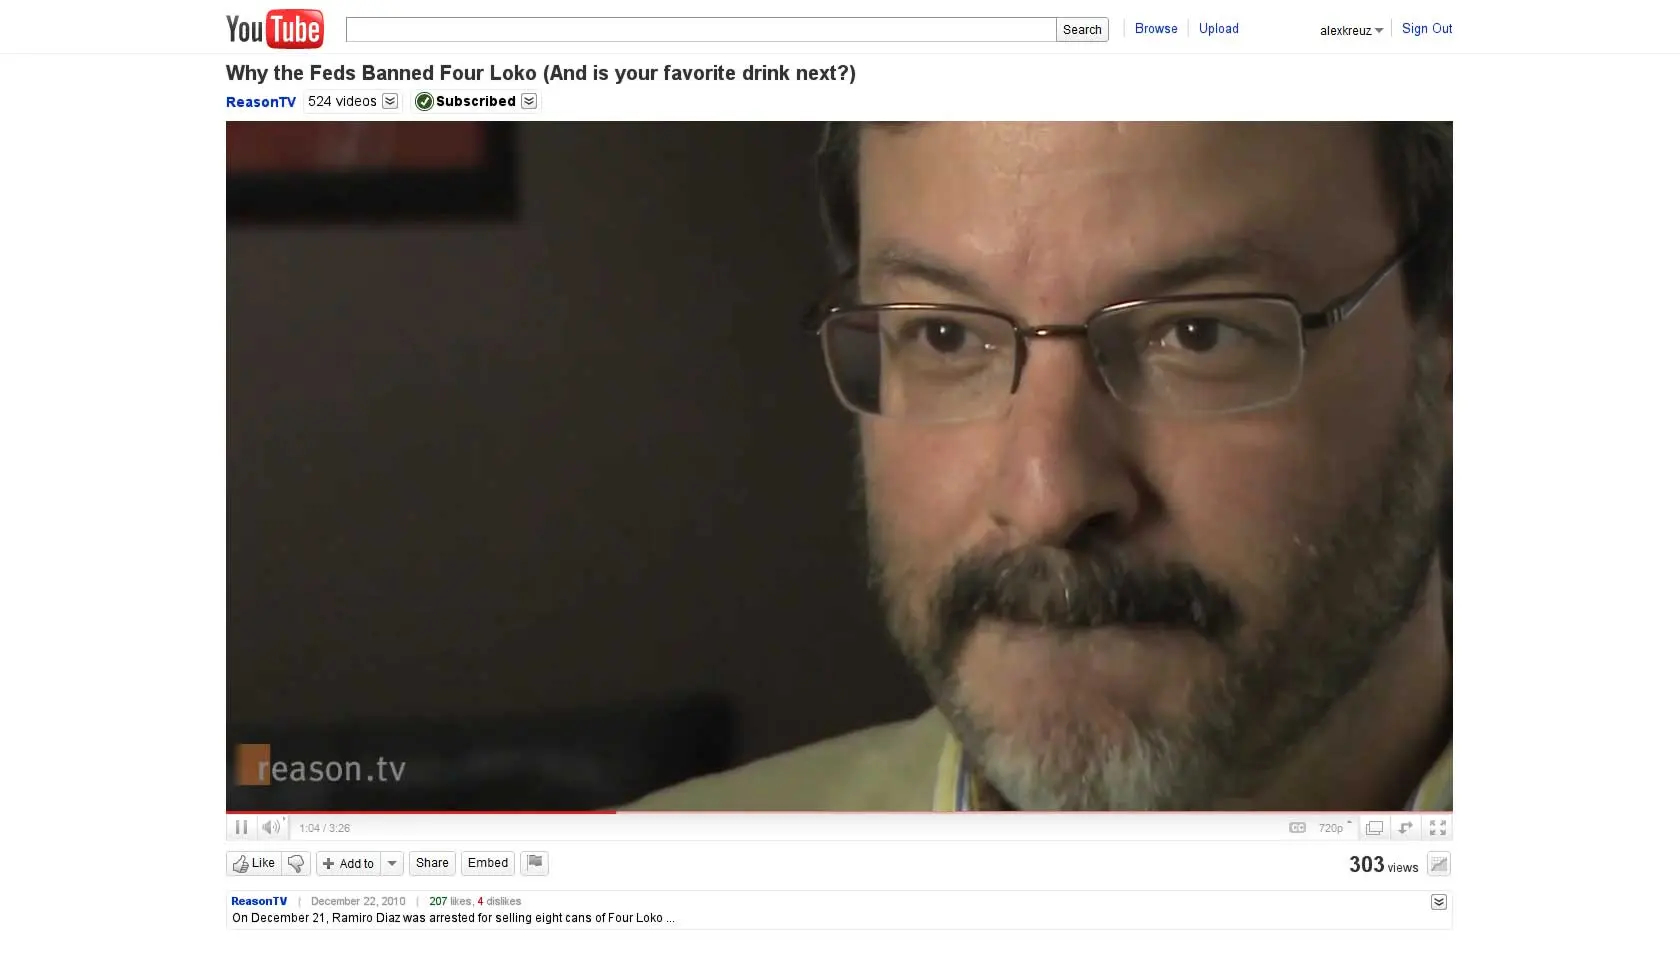 YouTube Search Browse Upload alexkreuz Sign Out
Why the Feds Banned Four Loko (And is your favorite drink next?)
ReasonTV 524 videos Subscribed
reason.tv
1:04 / 3:26 CC 720p
Like Add to Share Embed 303 views
ReasonTV | December 22, 2010 | 207 likes, 4 dislikes
On December 21, Ramiro Diaz was arrested for selling eight cans of Four Loko ...